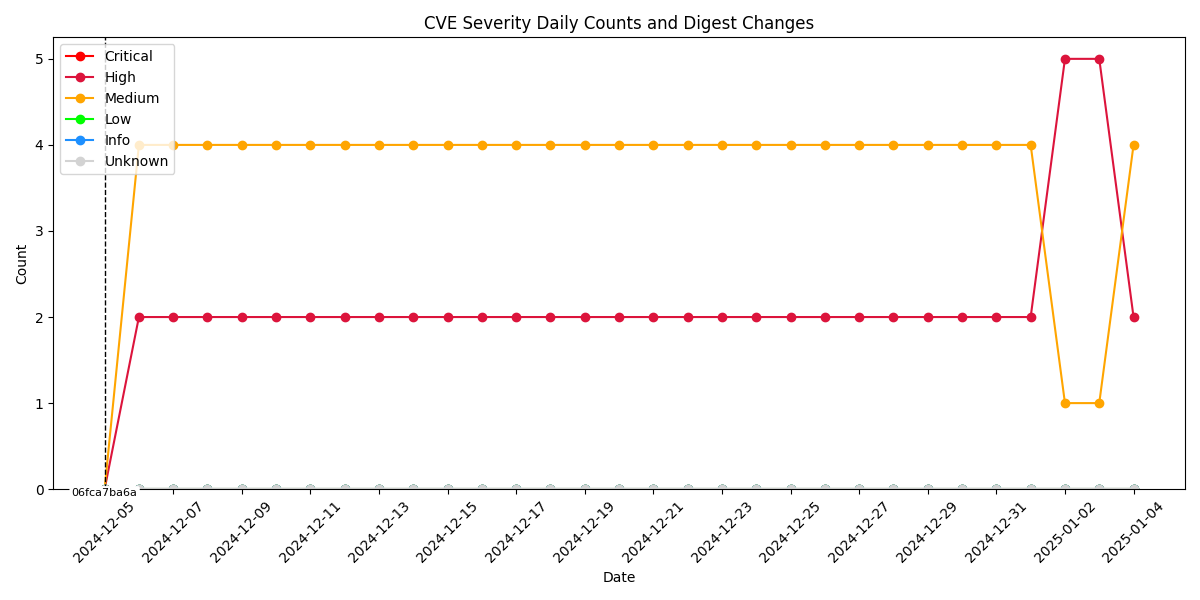 CVE Severity Daily Counts and Digest Changes
Critical
High
Medium
Low
Info
Unknown
5
4
3
2
1
0
Count
06fca7ba6a
2024-12-05
2024-12-07
2024-12-09
2024-12-11
2024-12-13
2024-12-15
2024-12-17
2024-12-19
2024-12-21
2024-12-23
2024-12-25
2024-12-27
2024-12-29
2024-12-31
2025-01-02
2025-01-04
Date